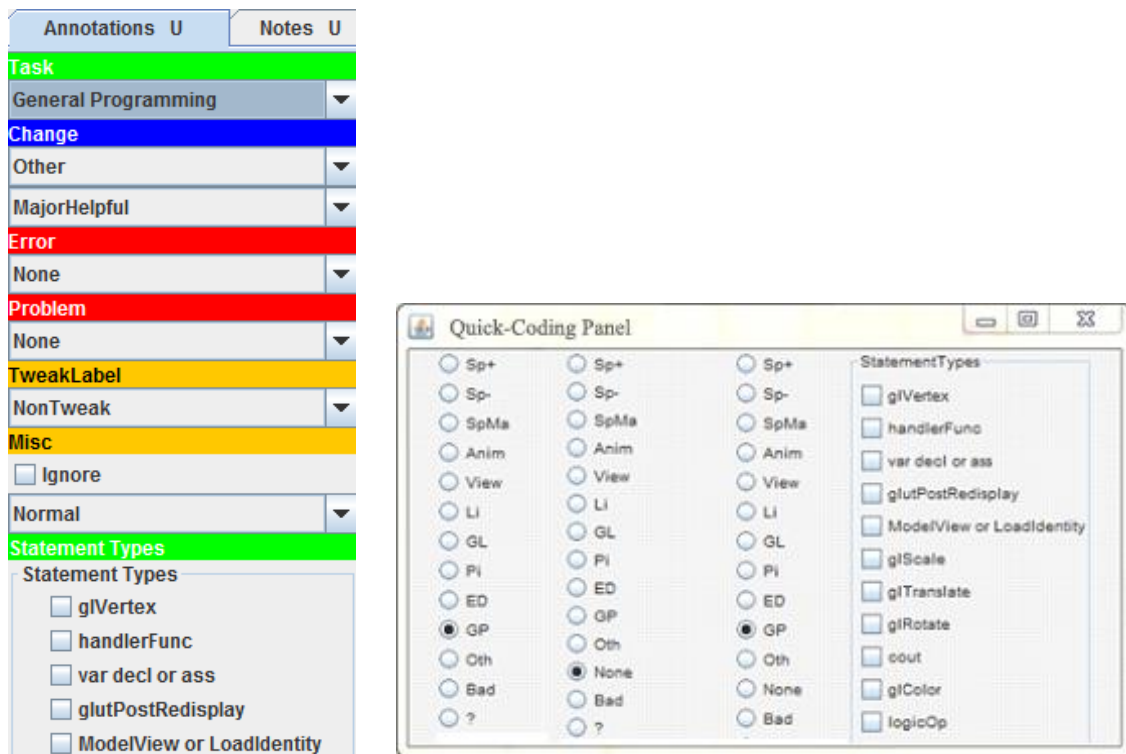 Annotations U
Notes U
Task
General Programming
Change
Other
MajorHelpful
Error
None
Problem
None
TweakLabel
NonTweak
Misc
Ignore
Normal
Statement Types
Statement Types
glVertex
handlerFunc
var decl or ass
glutPostRedisplay
ModelView or LoadIdentity
Quick-Coding Panel
Sp+
Sp-
SpMa
Anim
View
Li
GL
Pi
ED
GP
Oth
Bad
?
Sp+
Sp-
SpMa
Anim
View
Li
GL
Pi
ED
GP
Oth
None
Bad
?
Sp+
Sp-
SpMa
Anim
View
Li
GL
Pi
ED
GP
Oth
None
Bad
StatementTypes
glVertex
handlerFunc
var decl or ass
glutPostRedisplay
ModelView or LoadIdentity
glScale
glTranslate
glRotate
cout
glColor
logicOp